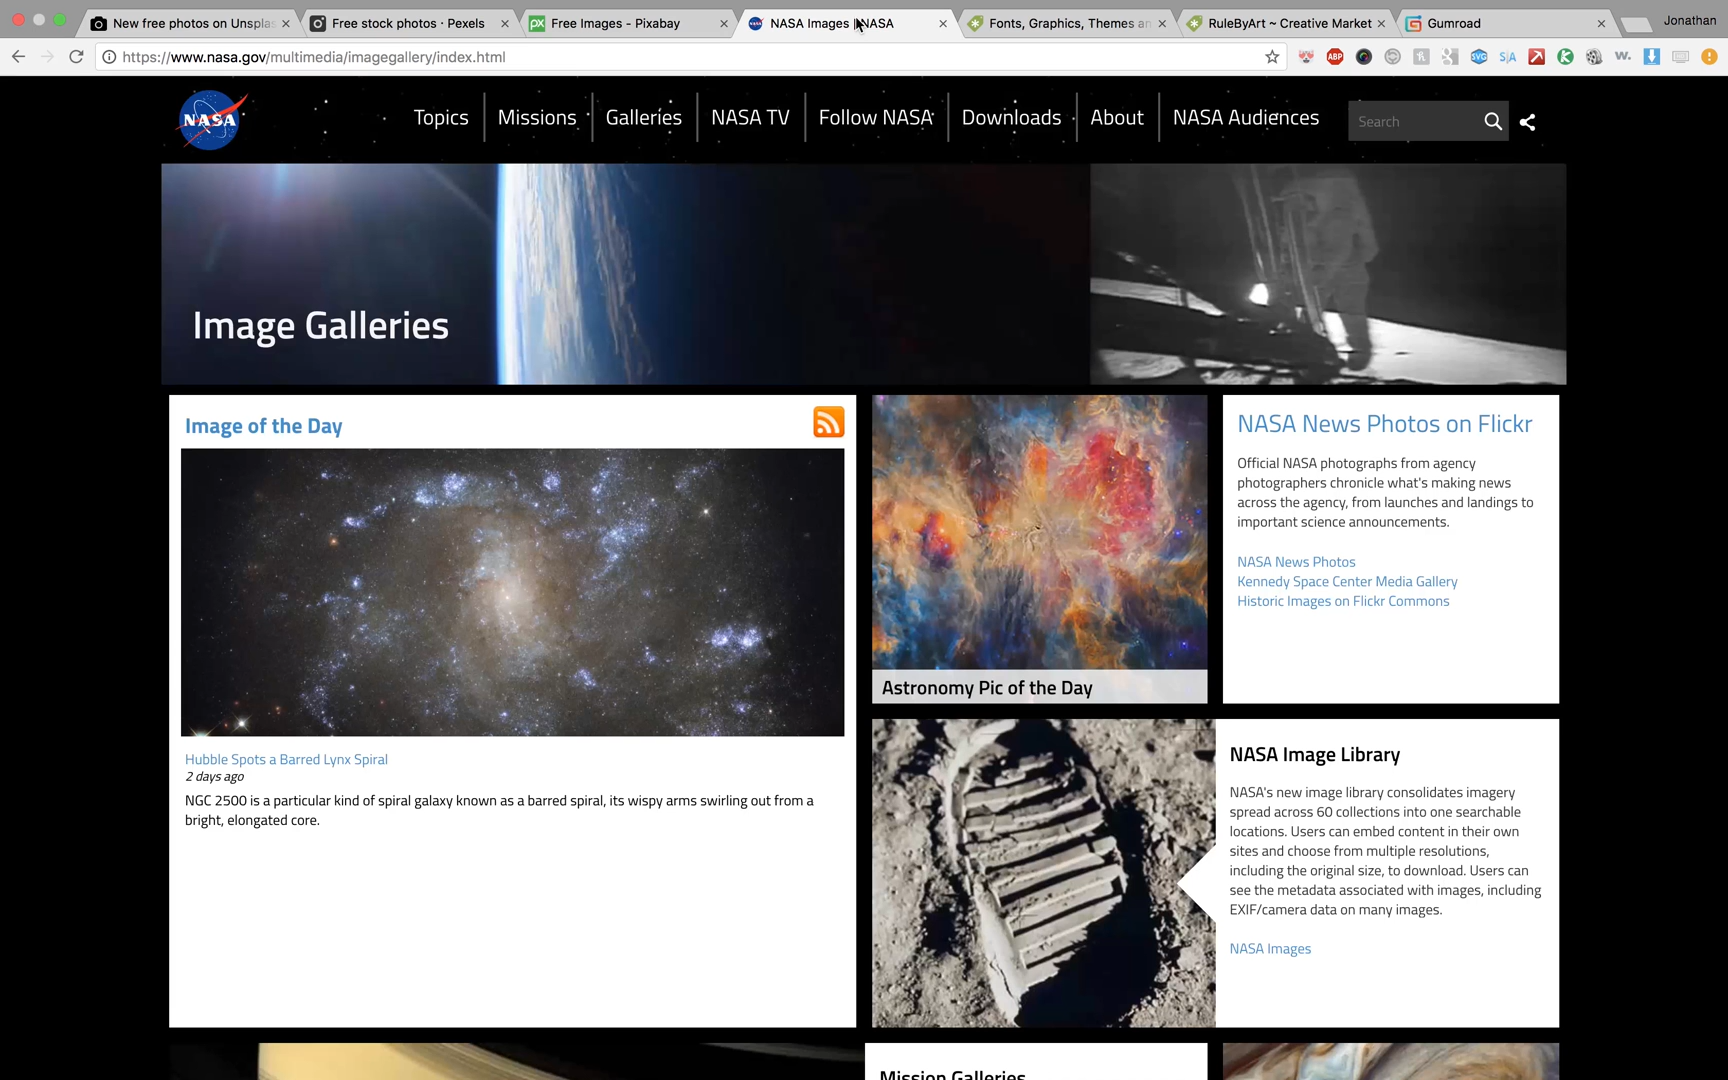 New free photos on Unspla
Free stock photos · Pexels
Free Images - Pixabay
NASA Images | NASA
Fonts, Graphics, Themes an
RuleByArt ~ Creative Market
Gumroad
Jonathan
https://www.nasa.gov/multimedia/imagegallery/index.html
ABP
SVG
S|A
W.
NASA
Topics
Missions
Galleries
NASA TV
Follow NASA
Downloads
About
NASA Audiences
Search
Image Galleries
Image of the Day
Hubble Spots a Barred Lynx Spiral
2 days ago
NGC 2500 is a particular kind of spiral galaxy known as a barred spiral, its wispy arms swirling out from a
bright, elongated core.
Astronomy Pic of the Day
NASA News Photos on Flickr
Official NASA photographs from agency
photographers chronicle what's making news
across the agency, from launches and landings to
important science announcements.
NASA News Photos
Kennedy Space Center Media Gallery
Historic Images on Flickr Commons
NASA Image Library
NASA's new image library consolidates imagery
spread across 60 collections into one searchable
locations. Users can embed content in their own
sites and choose from multiple resolutions,
including the original size, to download. Users can
see the metadata associated with images, including
EXIF/camera data on many images.
NASA Images
Mission Galleries